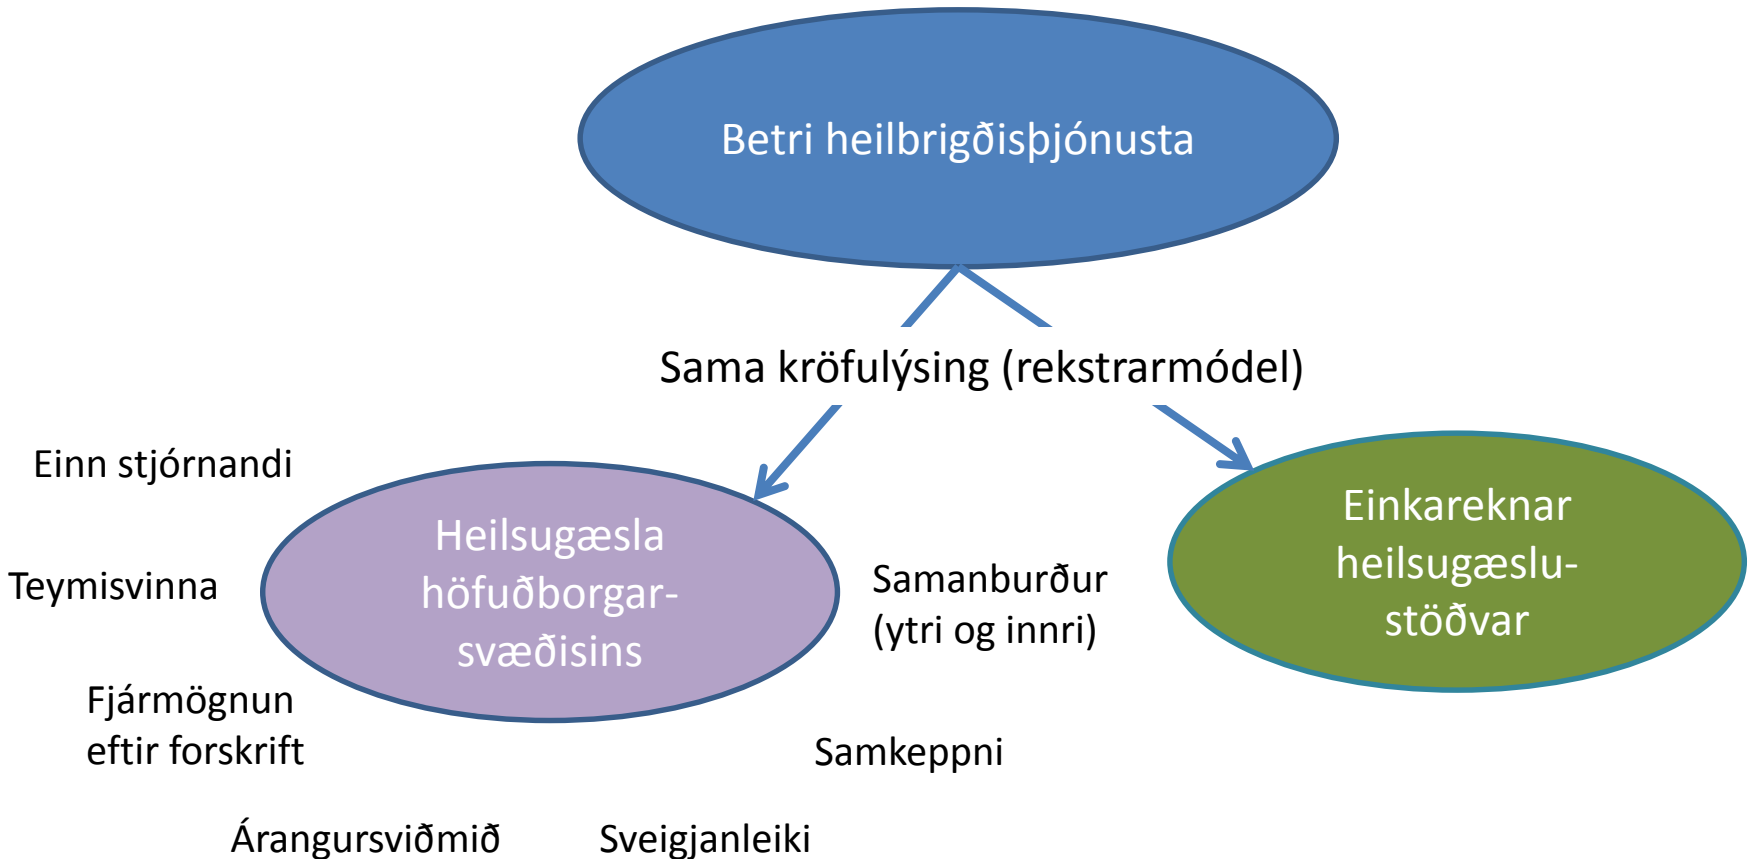 Betri heilbrigðisþjónusta
Sama kröfulýsing (rekstrarmódel)
Einn stjórnandi
Teymisvinna
Fjármögnun
eftir forskrift
Árangursviðmið
Sveigjanleiki
Samkeppni
Samanburður
(ytri og innri)
Heilsugæsla
höfuðborgar-
svæðisins
Einkareknar
heilsugæslu-
stöðvar